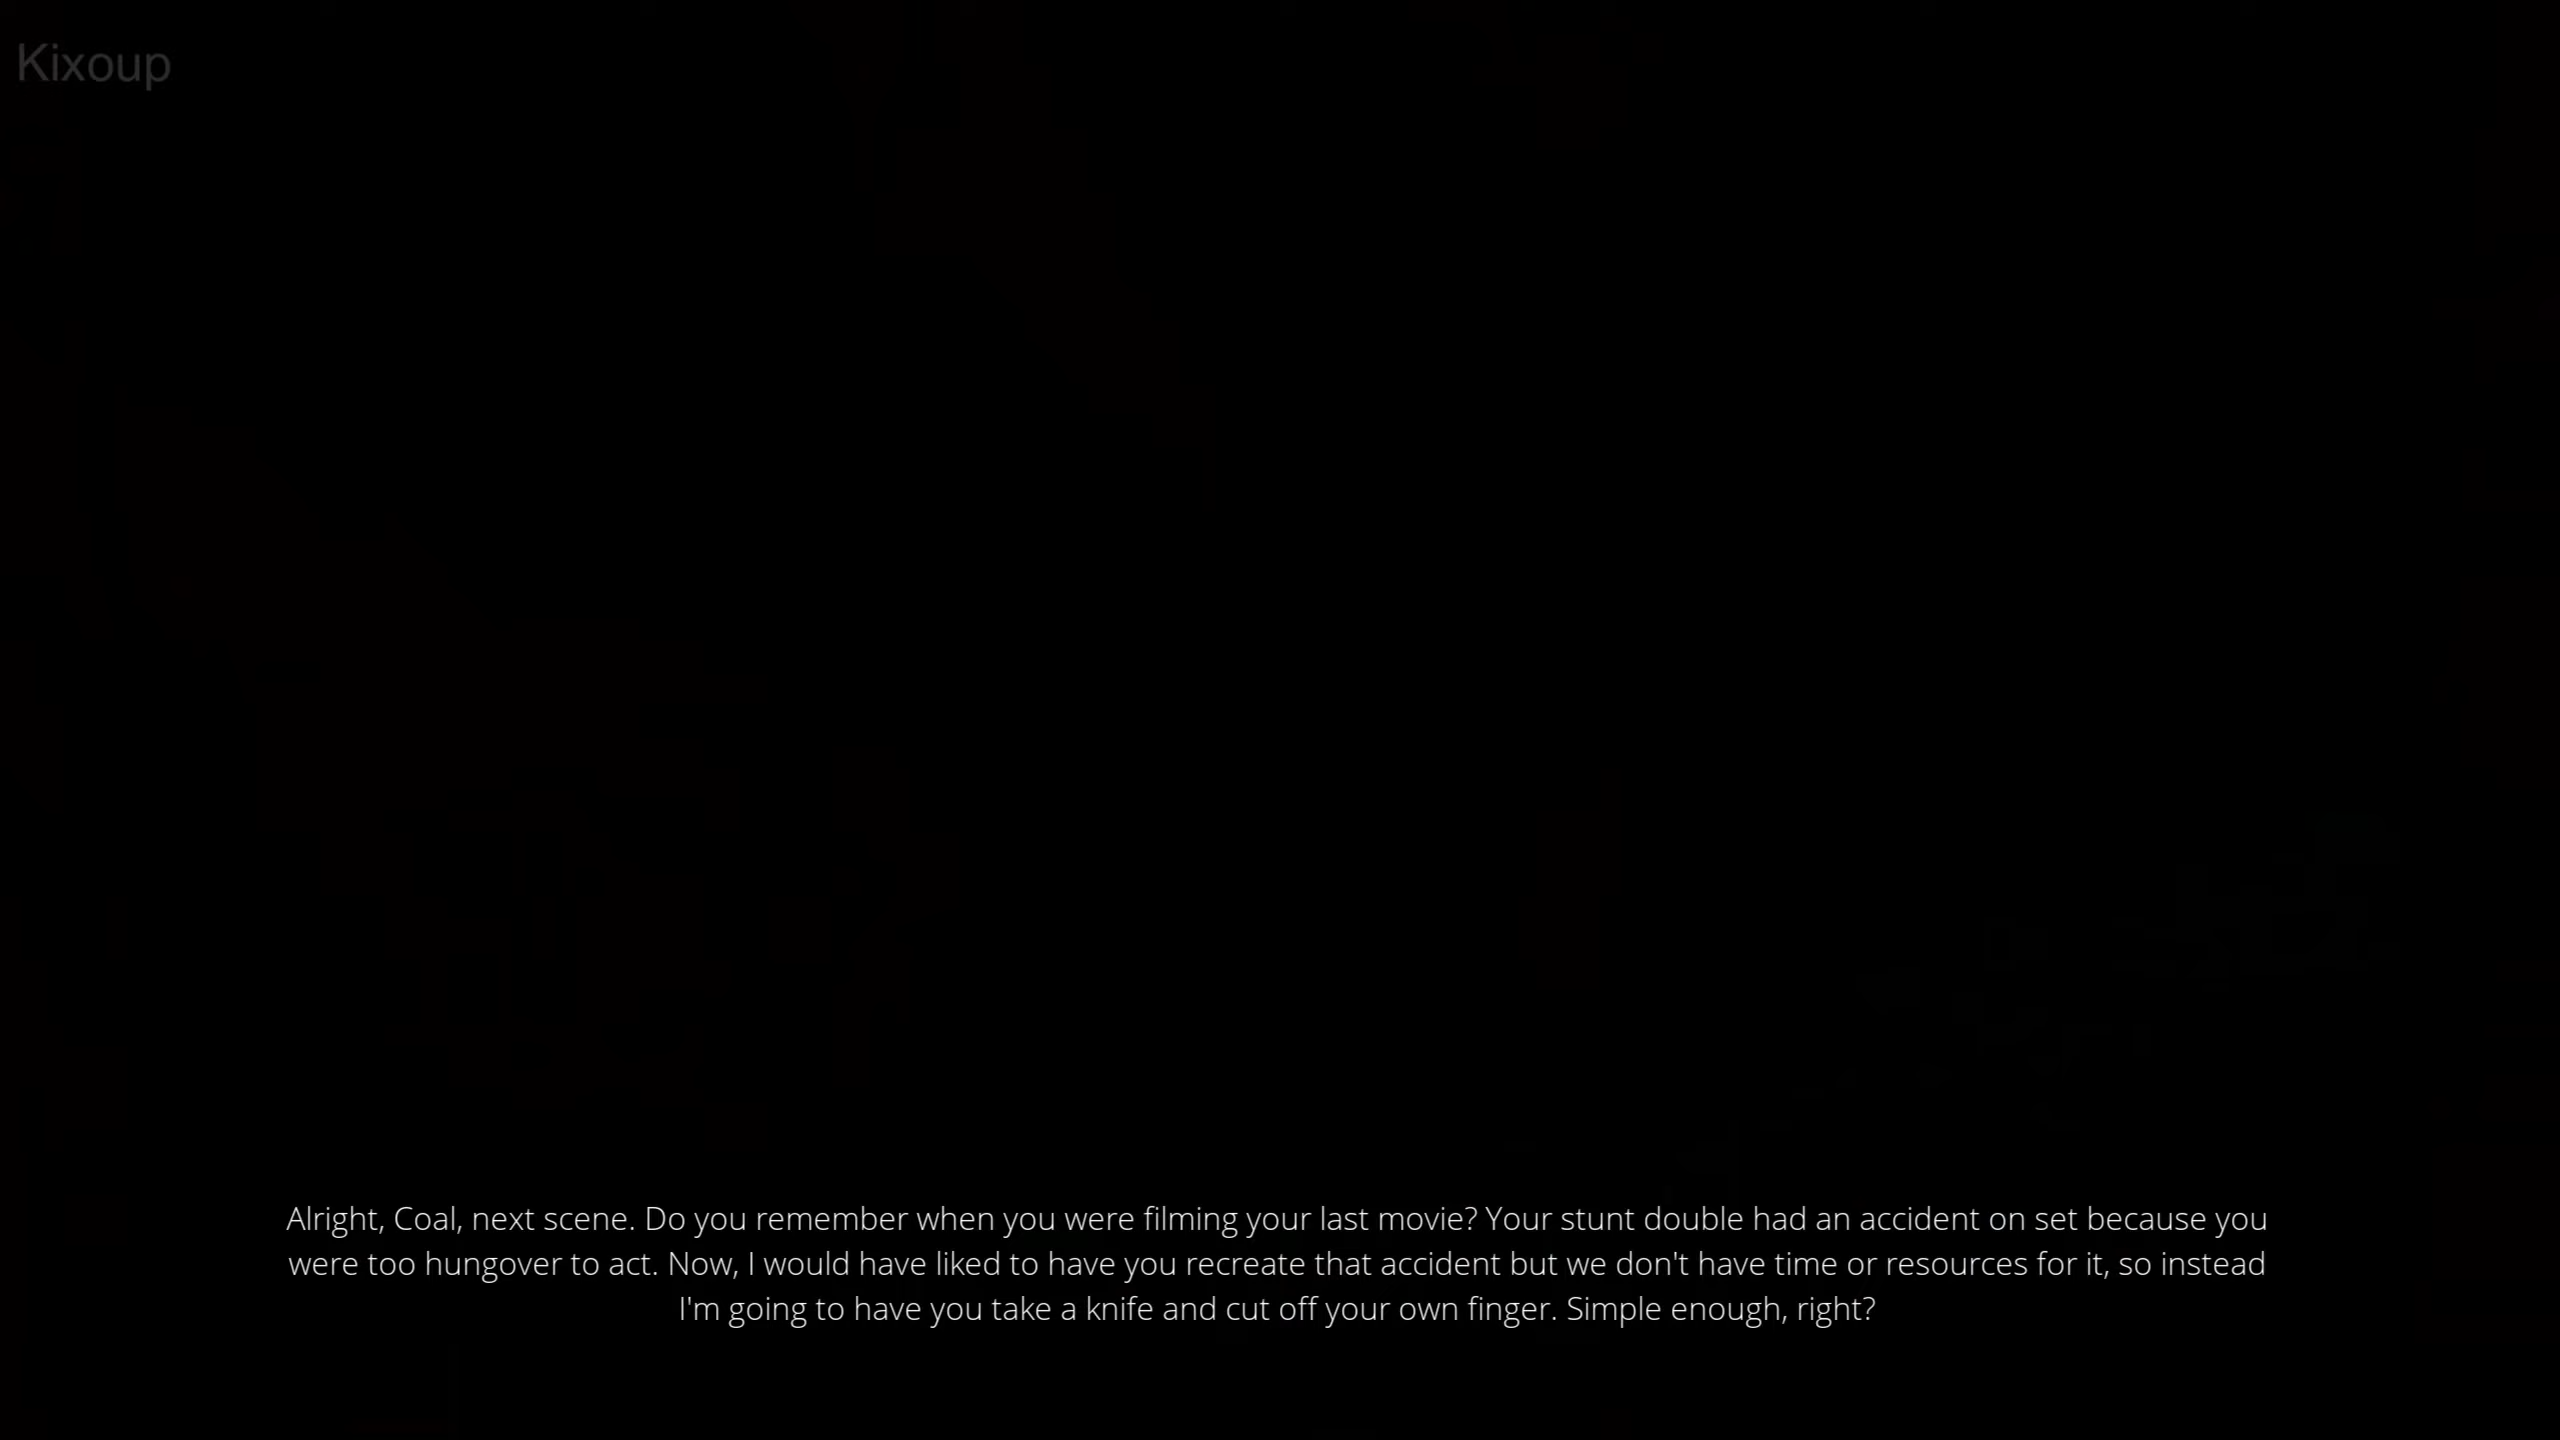 Kixoup
Alright, Coal, next scene. Do you remember when you were filming your last movie? Your stunt double had an accident on set because you
were too hungover to act. Now, I would have liked to have you recreate that accident but we don't have time or resources for it, so instead
I'm going to have you take a knife and cut off your own finger. Simple enough, right?